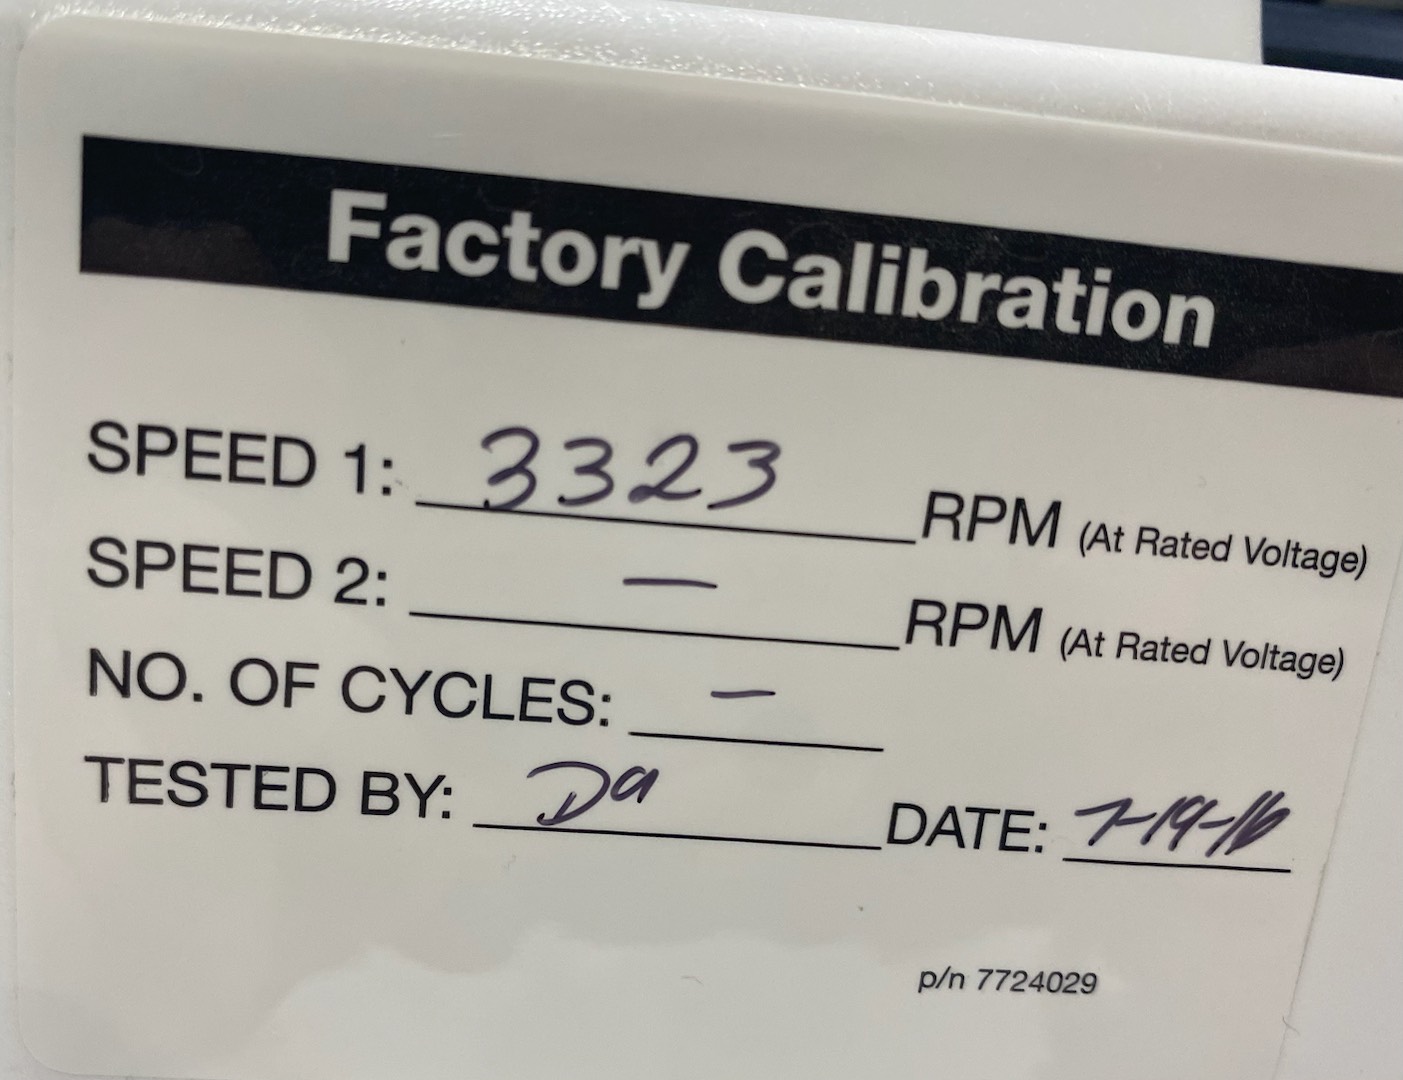 Factory Calibration
SPEED 1: 3323 RPM (At Rated Voltage)
SPEED 2: — RPM (At Rated Voltage)
NO. OF CYCLES: —
TESTED BY: Da DATE: 7-19-16
p/n 7724029